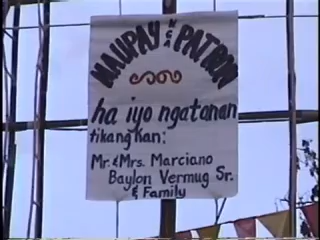 MAUPAY NGA PATRON
ha iyo ngatanan
tikang kan:
Mr. & Mrs. Marciano
Baylon Vermug Sr.
& Family